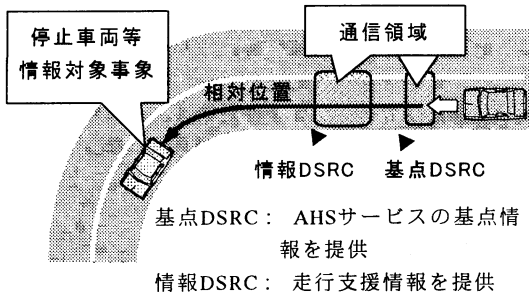 停止車両等
情報対象事象
通信領域
相対位置
情報DSRC
基点DSRC
基点DSRC： AHSサービスの基点情
報を提供
情報DSRC： 走行支援情報を提供